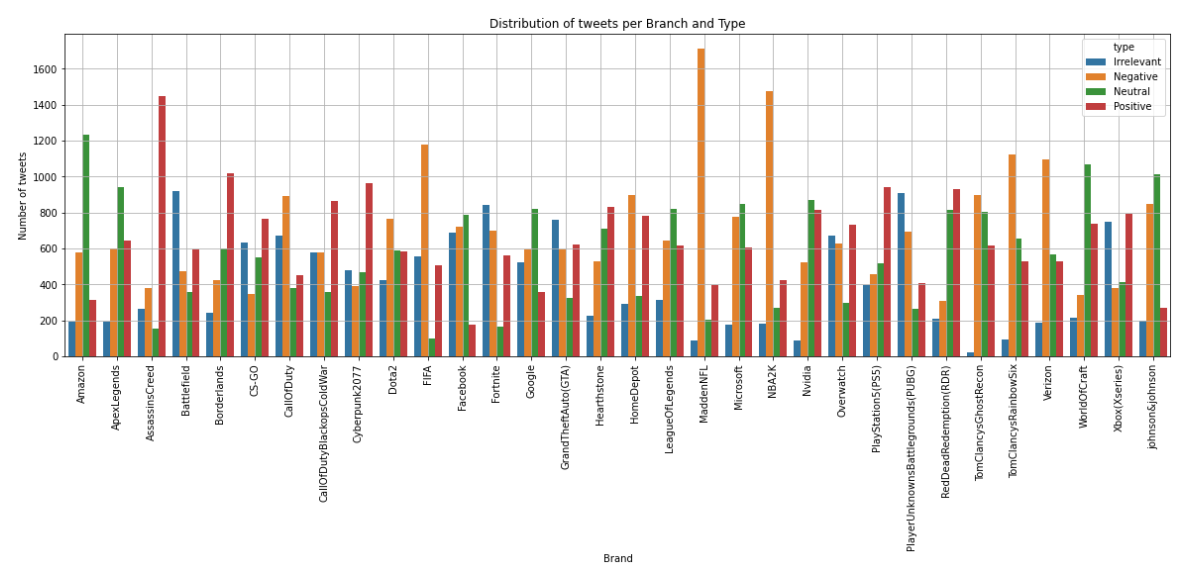 Distribution of tweets per Branch and Type
Number of tweets
1600
1400
1200
1000
800
600
400
200
0
type
Irrelevant
Negative
Neutral
Positive
Amazon
ApexLegends
AssassinsCreed
Battlefield
Borderlands
CS-GO
CallOfDuty
CallOfDutyBlackopsColdWar
Cyberpunk2077
Dota2
FIFA
Facebook
Fortnite
Google
GrandTheftAuto(GTA)
Hearthstone
HomeDepot
LeagueOfLegends
MaddenNFL
Microsoft
NBA2K
Nvidia
Overwatch
PlayStation5(PS5)
PlayerUnknownsBattlegrounds(PUBG)
RedDeadRedemption(RDR)
TomClancysGhostRecon
TomClancysRainbowSix
Verizon
WorldOfCraft
Xbox(Xseries)
johnson&johnson
Brand